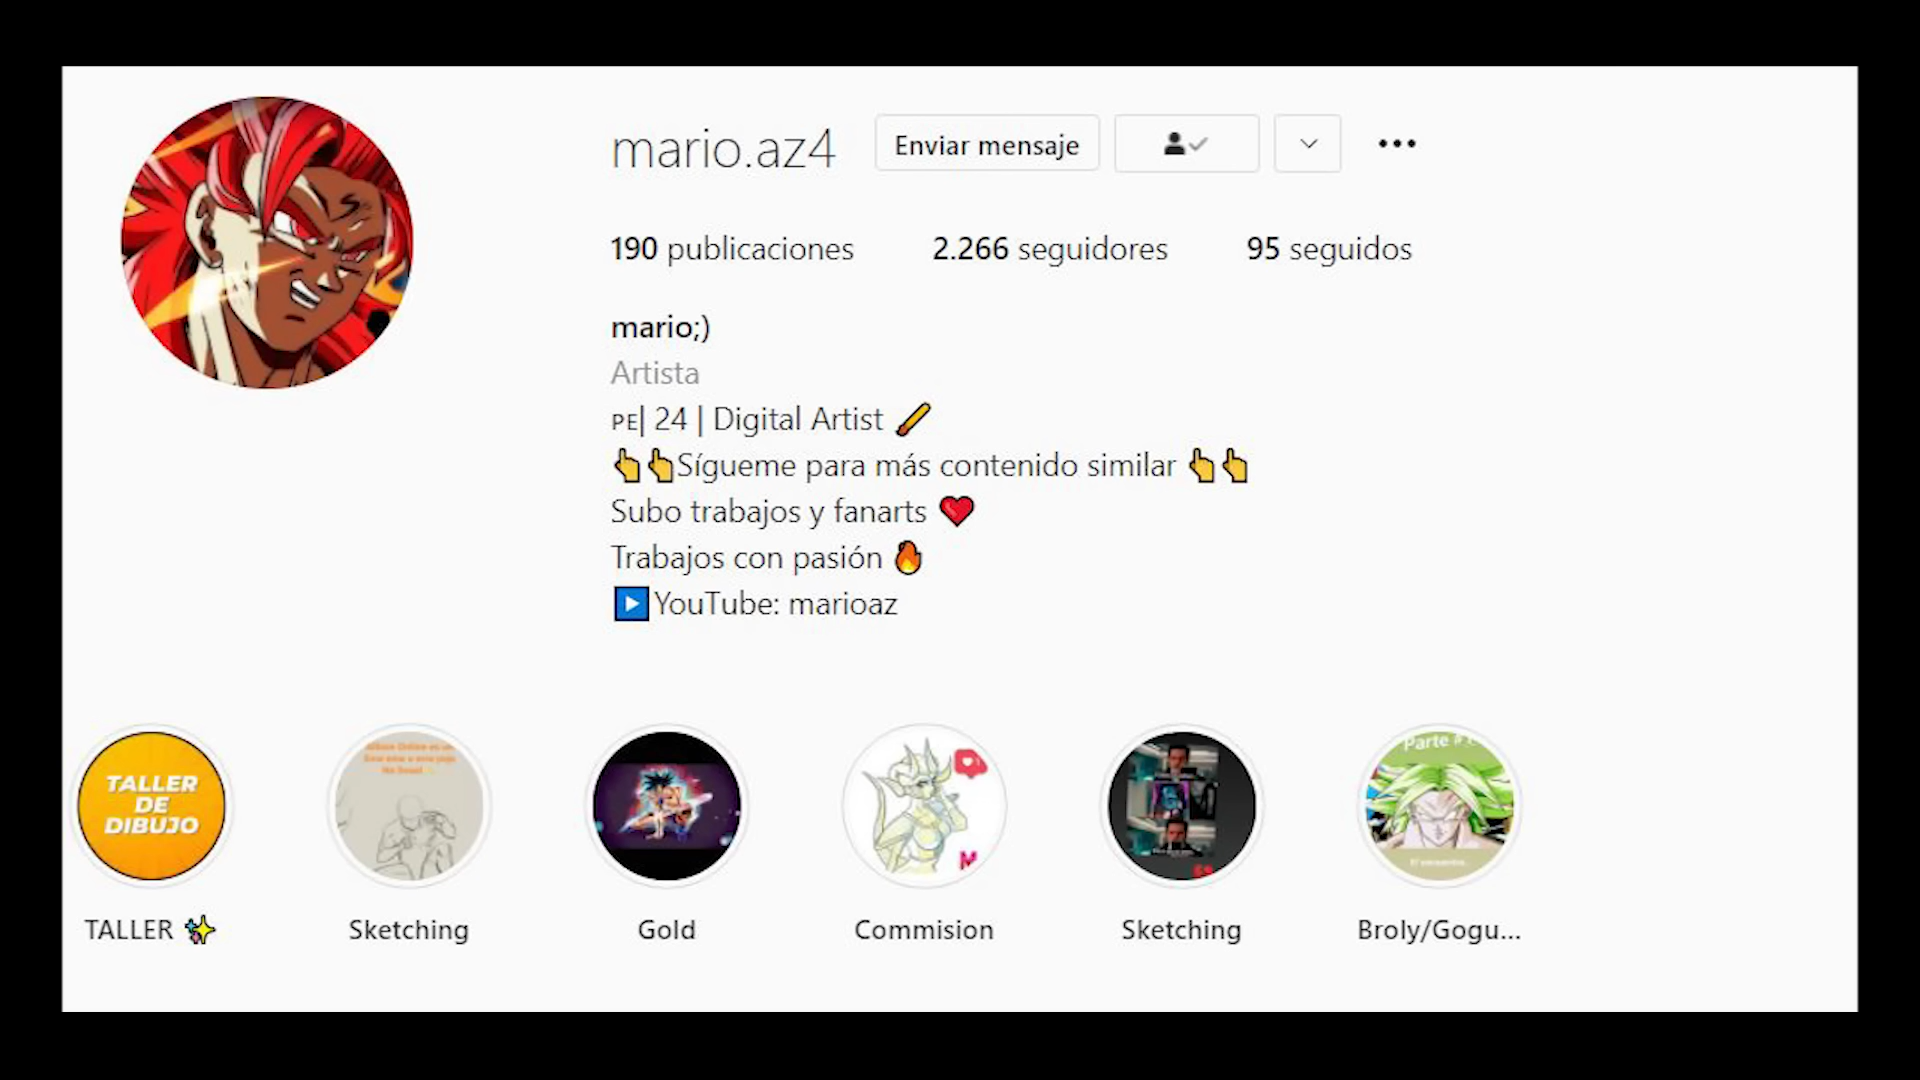 mario.az4
Enviar mensaje
190 publicaciones
2.266 seguidores
95 seguidos
mario;)
Artista
PE| 24 | Digital Artist 🖌️
👆👆Sígueme para más contenido similar 👆👆
Subo trabajos y fanarts ❤️
Trabajos con pasión 🔥
▶️YouTube: marioaz
TALLER
DE
DIBUJO
Parte #
TALLER ✨
Sketching
Gold
Commision
Sketching
Broly/Gogu...